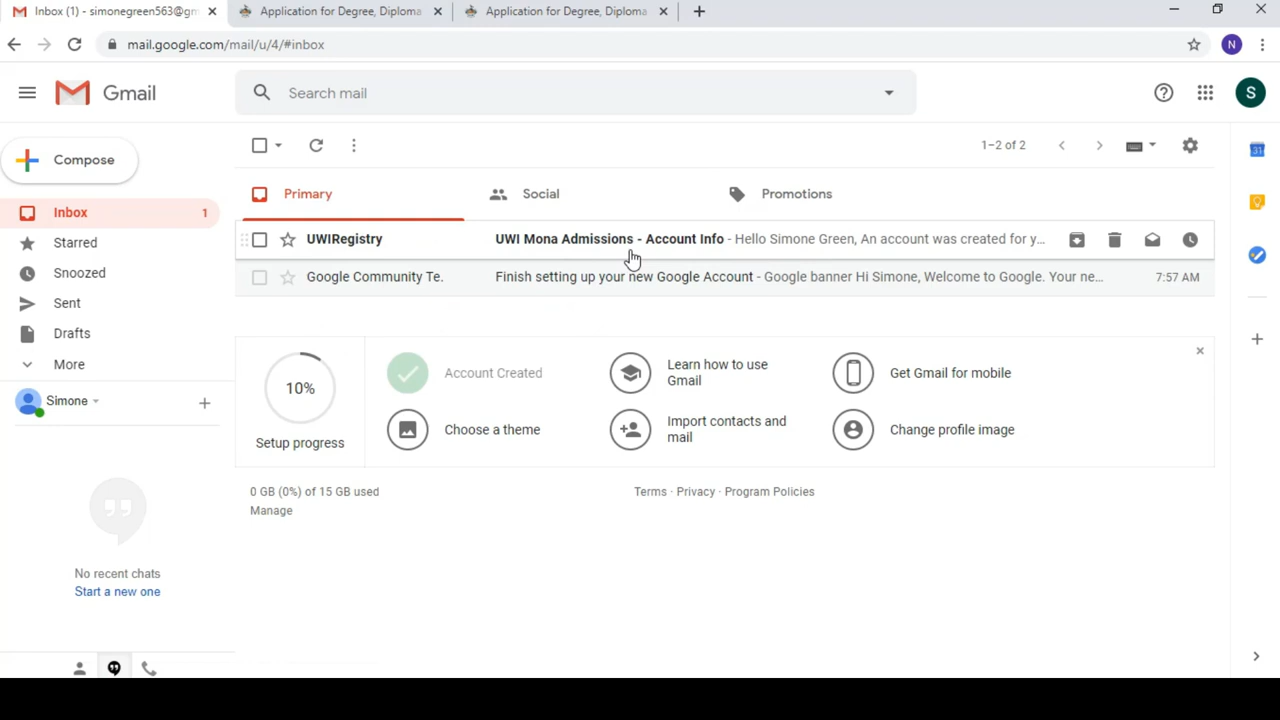 Inbox (1) - simonegreen563@gm
Application for Degree, Diploma
Application for Degree, Diploma
mail.google.com/mail/u/4/#inbox
N
Gmail
Search mail
S
Compose
1–2 of 2
31
Primary
Social
Promotions
Inbox 1
Starred
Snoozed
Sent
Drafts
More
UWIRegistry UWI Mona Admissions - Account Info - Hello Simone Green, An account was created for y...
Google Community Te. Finish setting up your new Google Account - Google banner Hi Simone, Welcome to Google. Your ne... 7:57 AM
10%
Setup progress
Account Created
Learn how to use
Gmail
Get Gmail for mobile
Choose a theme
Import contacts and
mail
Change profile image
Simone
0 GB (0%) of 15 GB used
Manage
Terms · Privacy · Program Policies
No recent chats
Start a new one